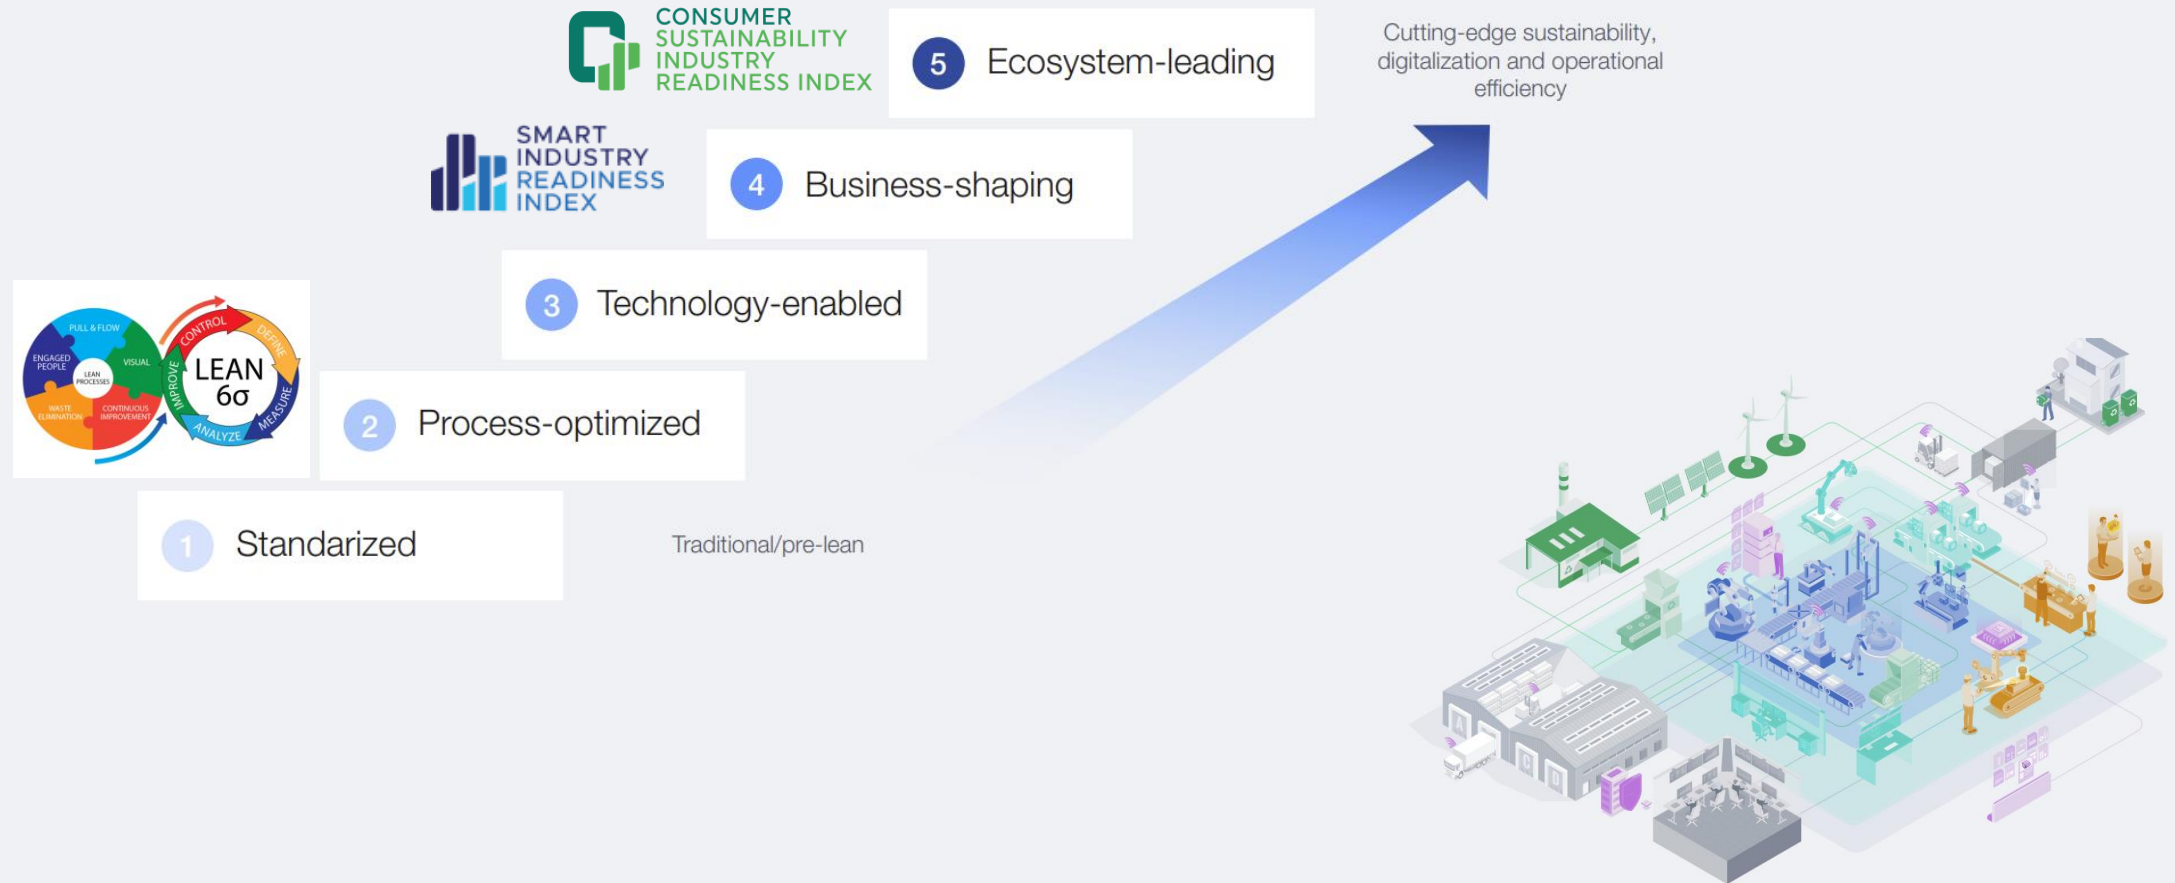 CONSUMER
SUSTAINABILITY
INDUSTRY
READINESS INDEX
5
Ecosystem-leading
Cutting-edge sustainability,
digitalization and operational
efficiency
SMART
INDUSTRY
READINESS
INDEX
4
Business-shaping
3
Technology-enabled
PULL & FLOW
ENGAGED
PEOPLE
VISUAL
LEAN
PROCESSES
WASTE
ELIMINATION
CONTINUOUS
IMPROVEMENT
CONTROL
DEFINE
MEASURE
ANALYZE
IMPROVE
LEAN
6σ
2
Process-optimized
1
Standarized
Traditional/pre-lean
A
C
D